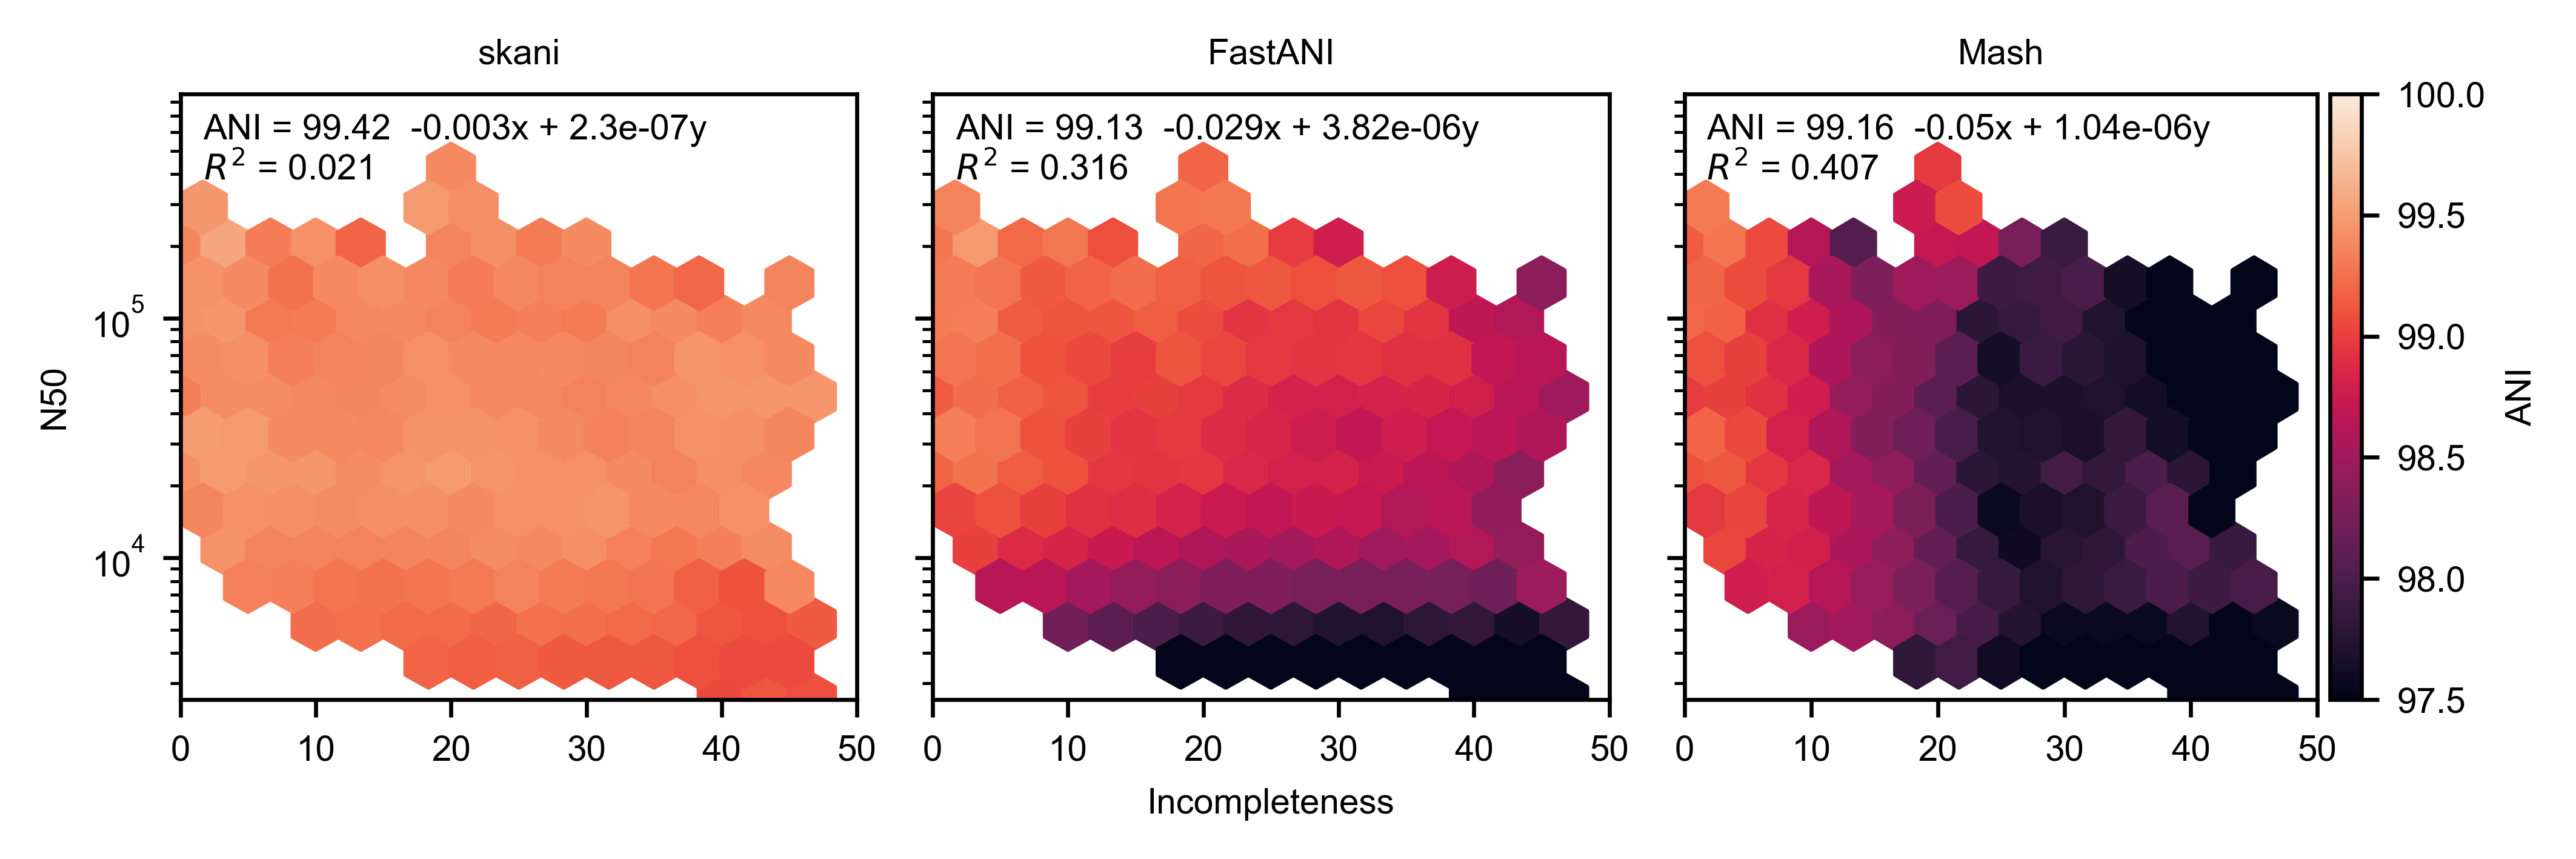 skani
FastANI
Mash
ANI = 99.42 -0.003x + 2.3e-07y
R² = 0.021
ANI = 99.13 -0.029x + 3.82e-06y
R² = 0.316
ANI = 99.16 -0.05x + 1.04e-06y
R² = 0.407
N50
10⁵
10⁴
0 10 20 30 40 50
0 10 20 30 40 50
0 10 20 30 40 50
Incompleteness
100.0
99.5
99.0
98.5
98.0
97.5
ANI